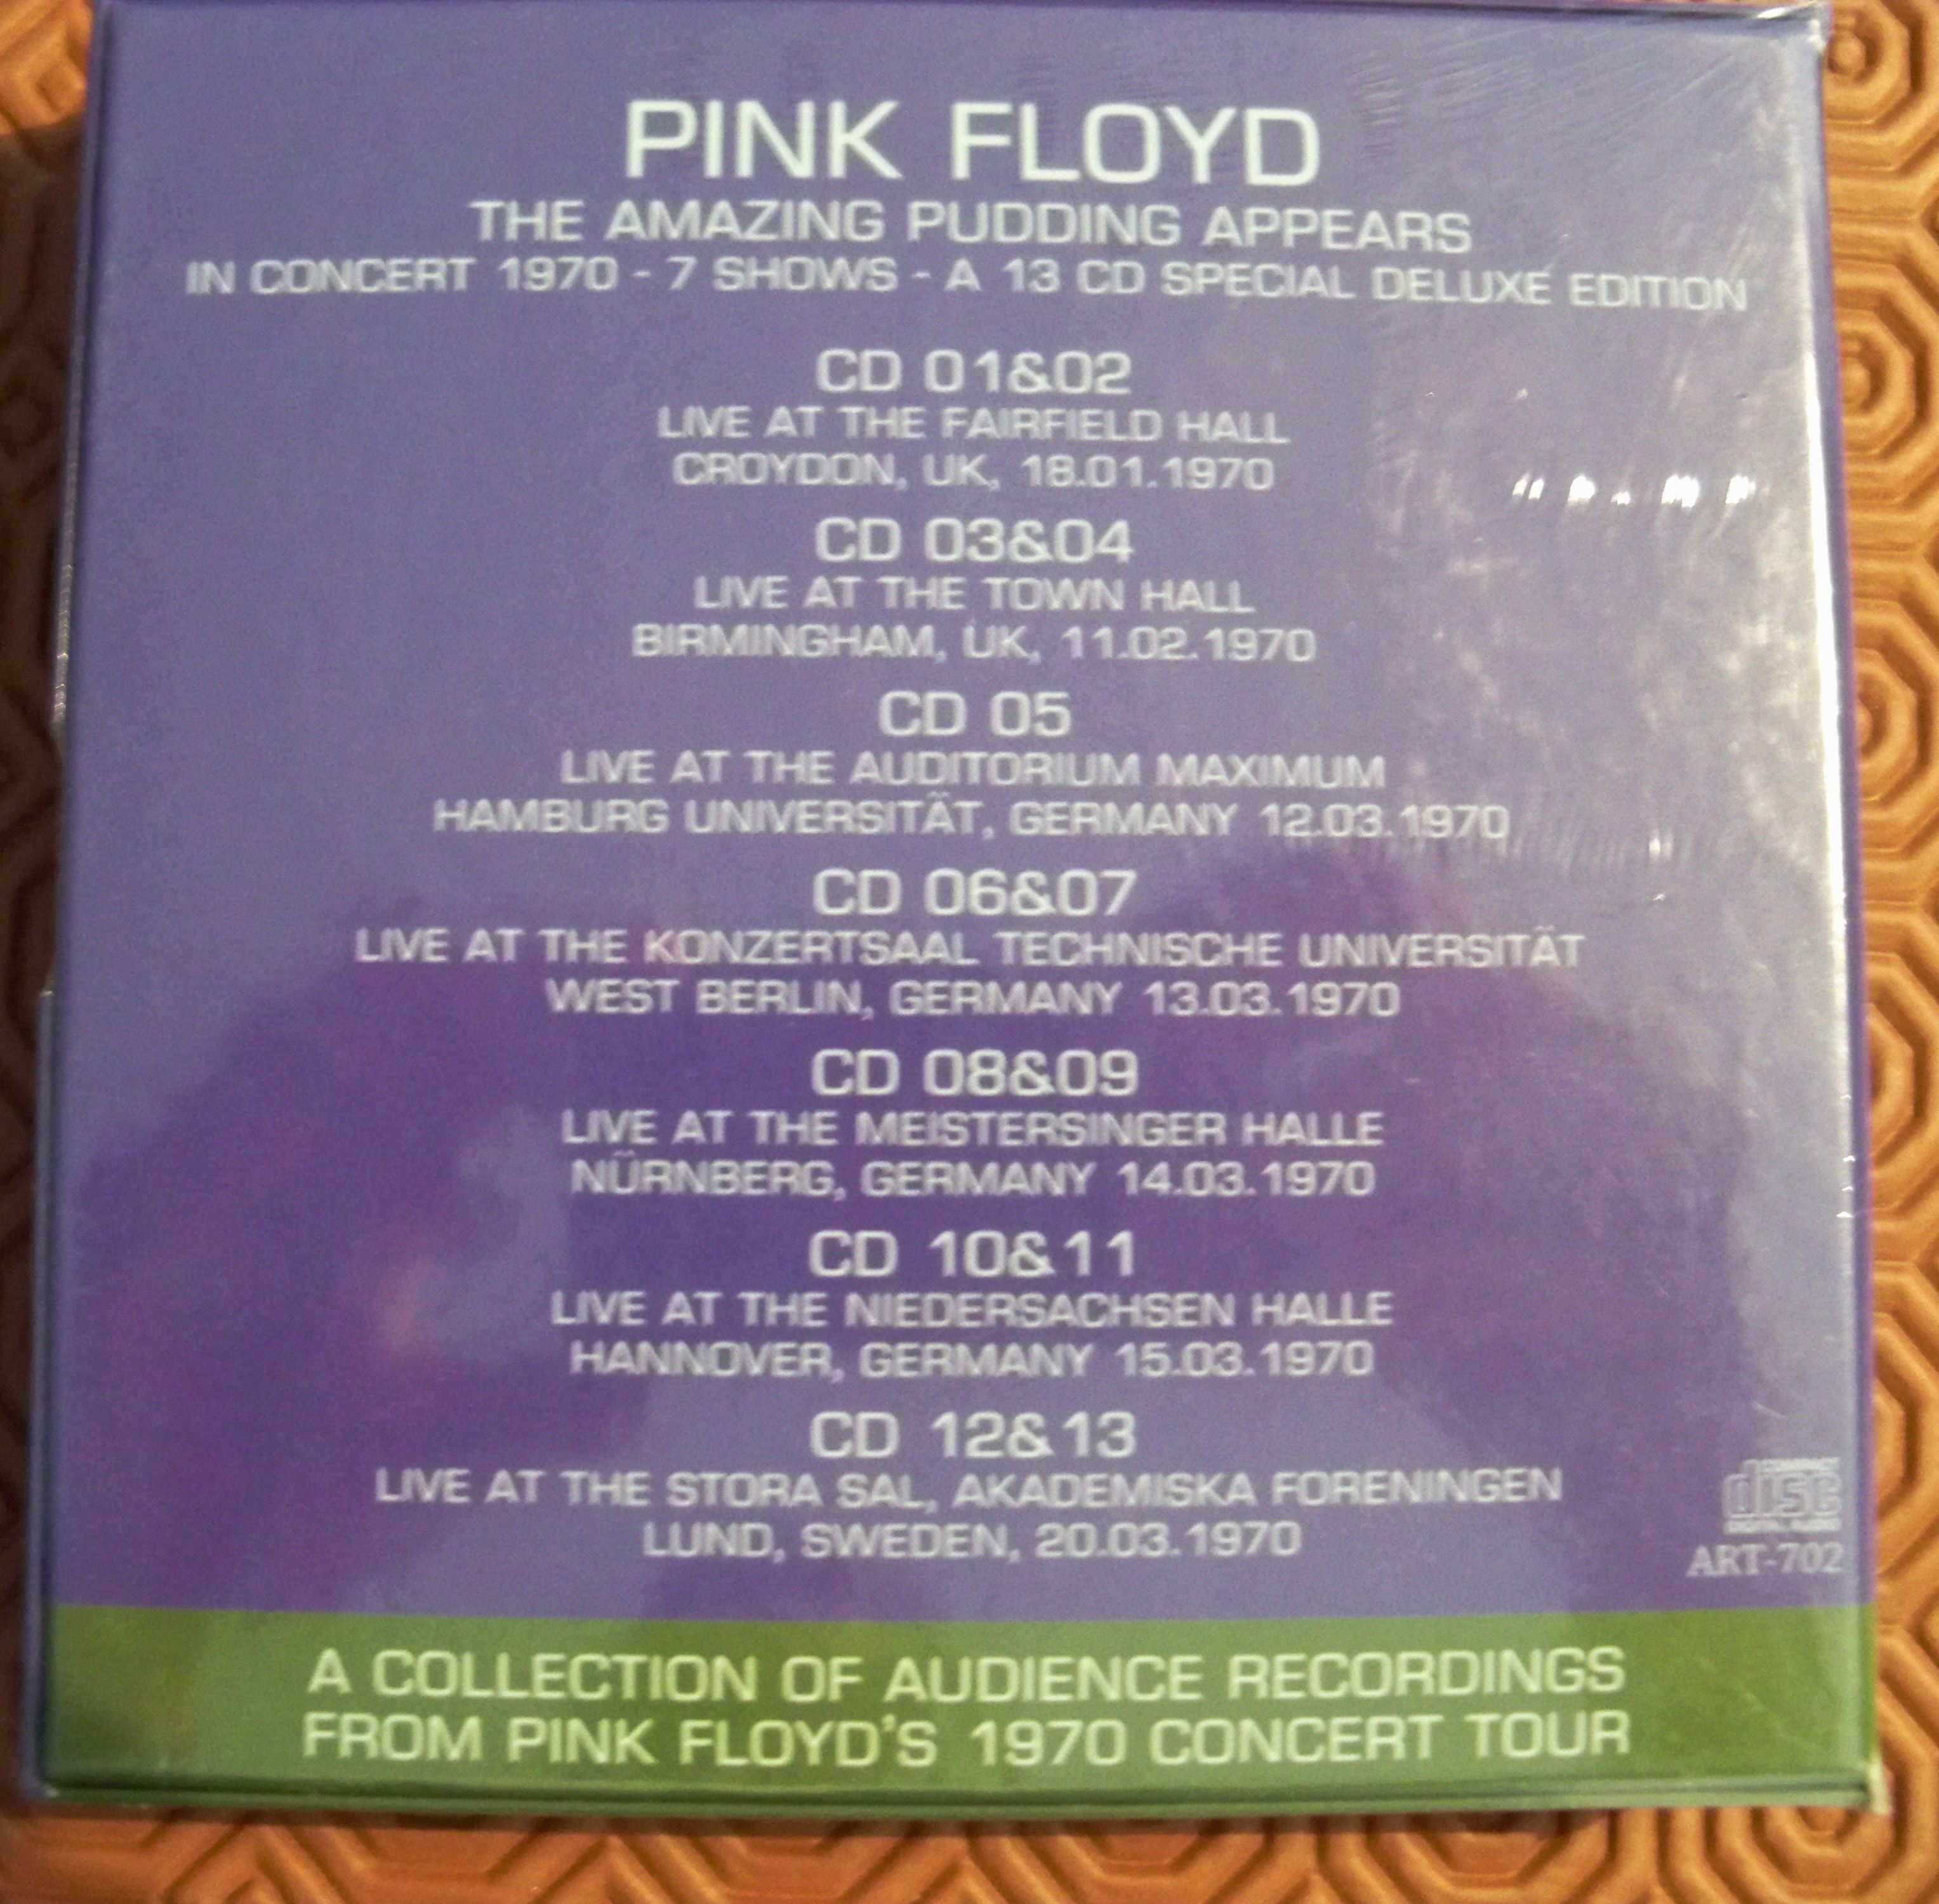 PINK FLOYD
THE AMAZING PUDDING APPEARS
IN CONCERT 1970 - 7 SHOWS - A 13 CD SPECIAL DELUXE EDITION
CD 01&02
LIVE AT THE FAIRFIELD HALL
CROYDON, UK, 18.01.1970
CD 03&04
LIVE AT THE TOWN HALL
BIRMINGHAM, UK, 11.02.1970
CD 05
LIVE AT THE AUDITORIUM MAXIMUM
HAMBURG UNIVERSITÄT, GERMANY 12.03.1970
CD 06&07
LIVE AT THE KONZERTSAAL TECHNISCHE UNIVERSITÄT
WEST BERLIN, GERMANY 13.03.1970
CD 08&09
LIVE AT THE MEISTERSINGER HALLE
NÜRNBERG, GERMANY 14.03.1970
CD 10&11
LIVE AT THE NIEDERSACHSEN HALLE
HANNOVER, GERMANY 15.03.1970
CD 12&13
LIVE AT THE STORA SAL, AKADEMISKA FORENINGEN
LUND, SWEDEN, 20.03.1970
COMPACT
disc
DIGITAL AUDIO
ART-702
A COLLECTION OF AUDIENCE RECORDINGS
FROM PINK FLOYD'S 1970 CONCERT TOUR